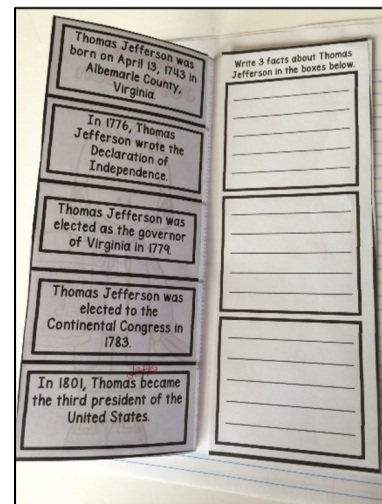 Thomas Jefferson was
born on April 13, 1743 in
Albemarle County,
Virginia.
In 1776, Thomas
Jefferson wrote the
Declaration of
Independence.
Thomas Jefferson was
elected as the governor
of Virginia in 1779.
Thomas Jefferson was
elected to the
Continental Congress in
1783.
In 1801, Thomas became
the third president of the
United States.
Write 3 facts about Thomas
Jefferson in the boxes below.